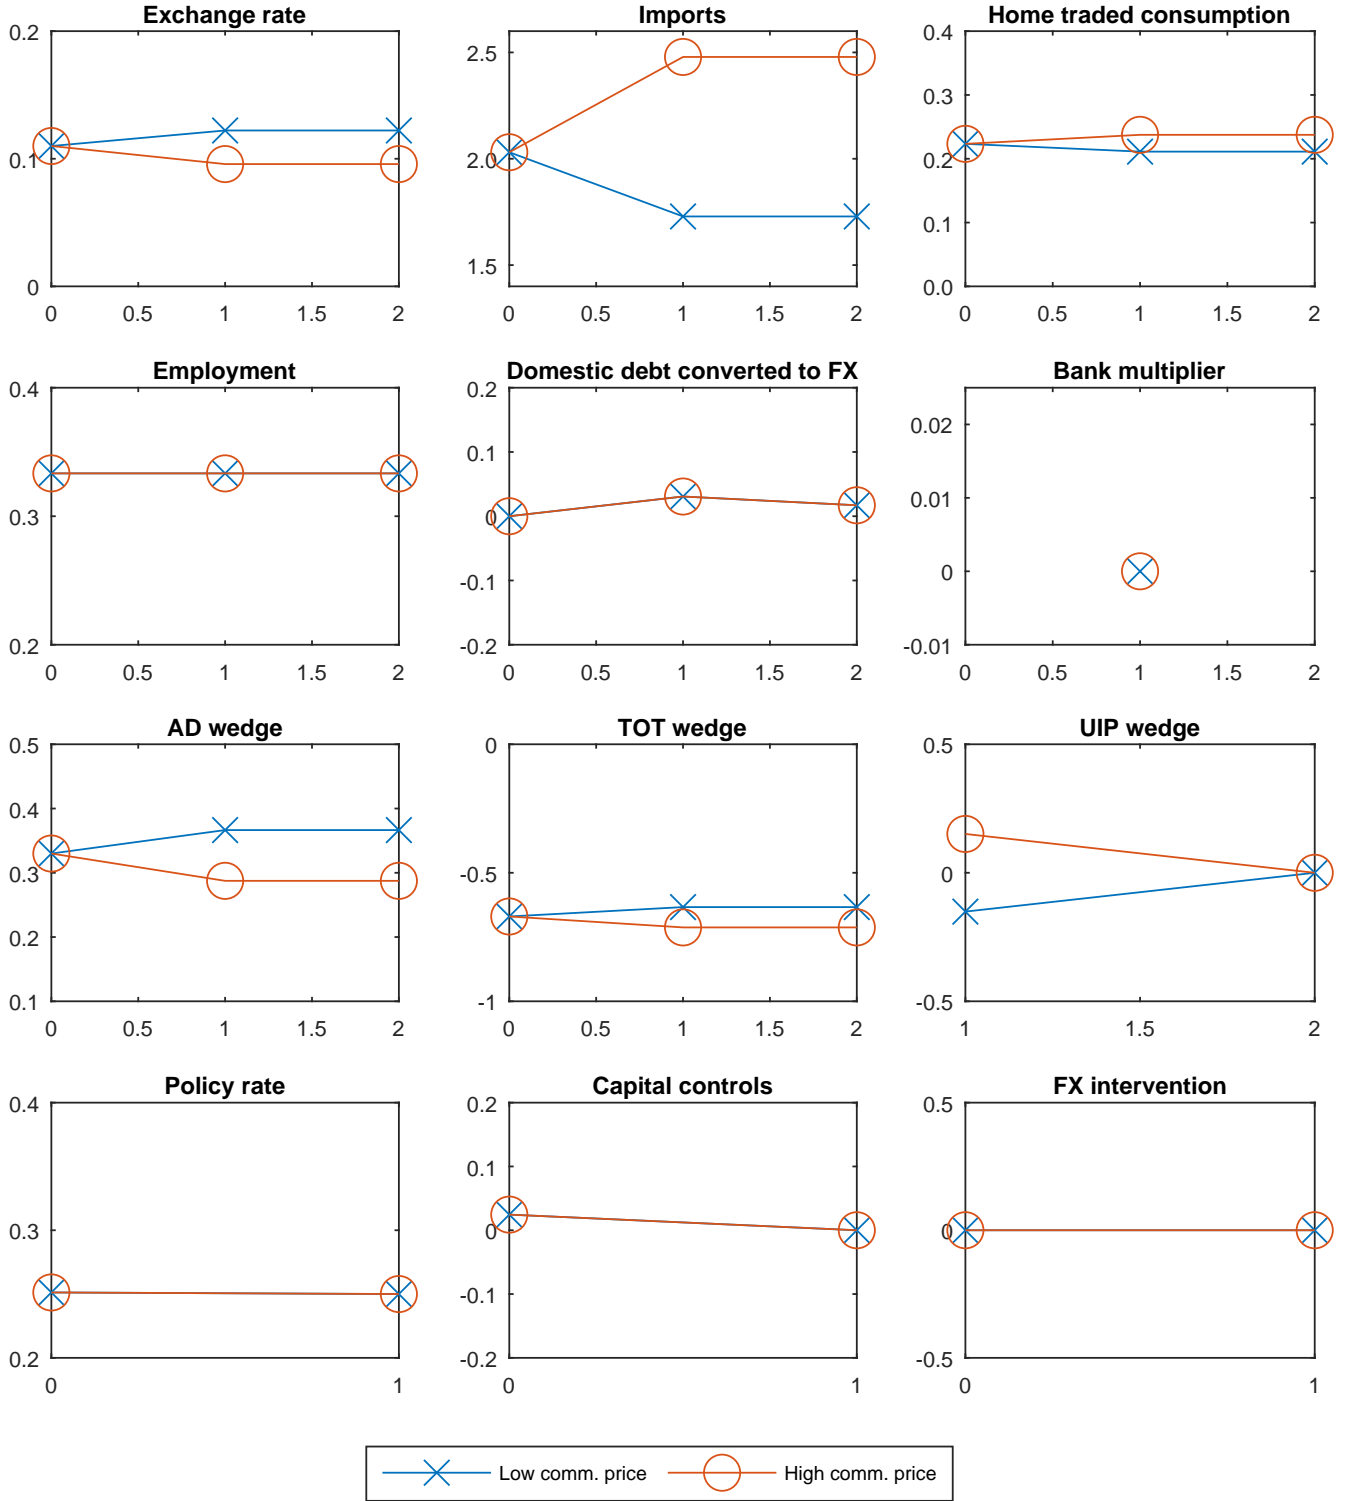 Exchange rate
0.2
0.1
0
0 0.5 1 1.5 2
Imports
2.5
2.0
1.5
0 0.5 1 1.5 2
Home traded consumption
0.4
0.3
0.2
0.1
0.0
0 0.5 1 1.5 2
Employment
0.4
0.3
0.2
0 0.5 1 1.5 2
Domestic debt converted to FX
0.2
0.1
0
-0.1
-0.2
0 0.5 1 1.5 2
Bank multiplier
0.02
0.01
0
-0.01
0 0.5 1 1.5 2
AD wedge
0.5
0.4
0.3
0.2
0.1
0 0.5 1 1.5 2
TOT wedge
0
-0.5
-1
0 0.5 1 1.5 2
UIP wedge
0.5
0
-0.5
1 1.5 2
Policy rate
0.4
0.3
0.2
0 1
Capital controls
0.2
0.1
0
-0.1
-0.2
0 1
FX intervention
0.5
0
-0.5
0 1
Low comm. price High comm. price